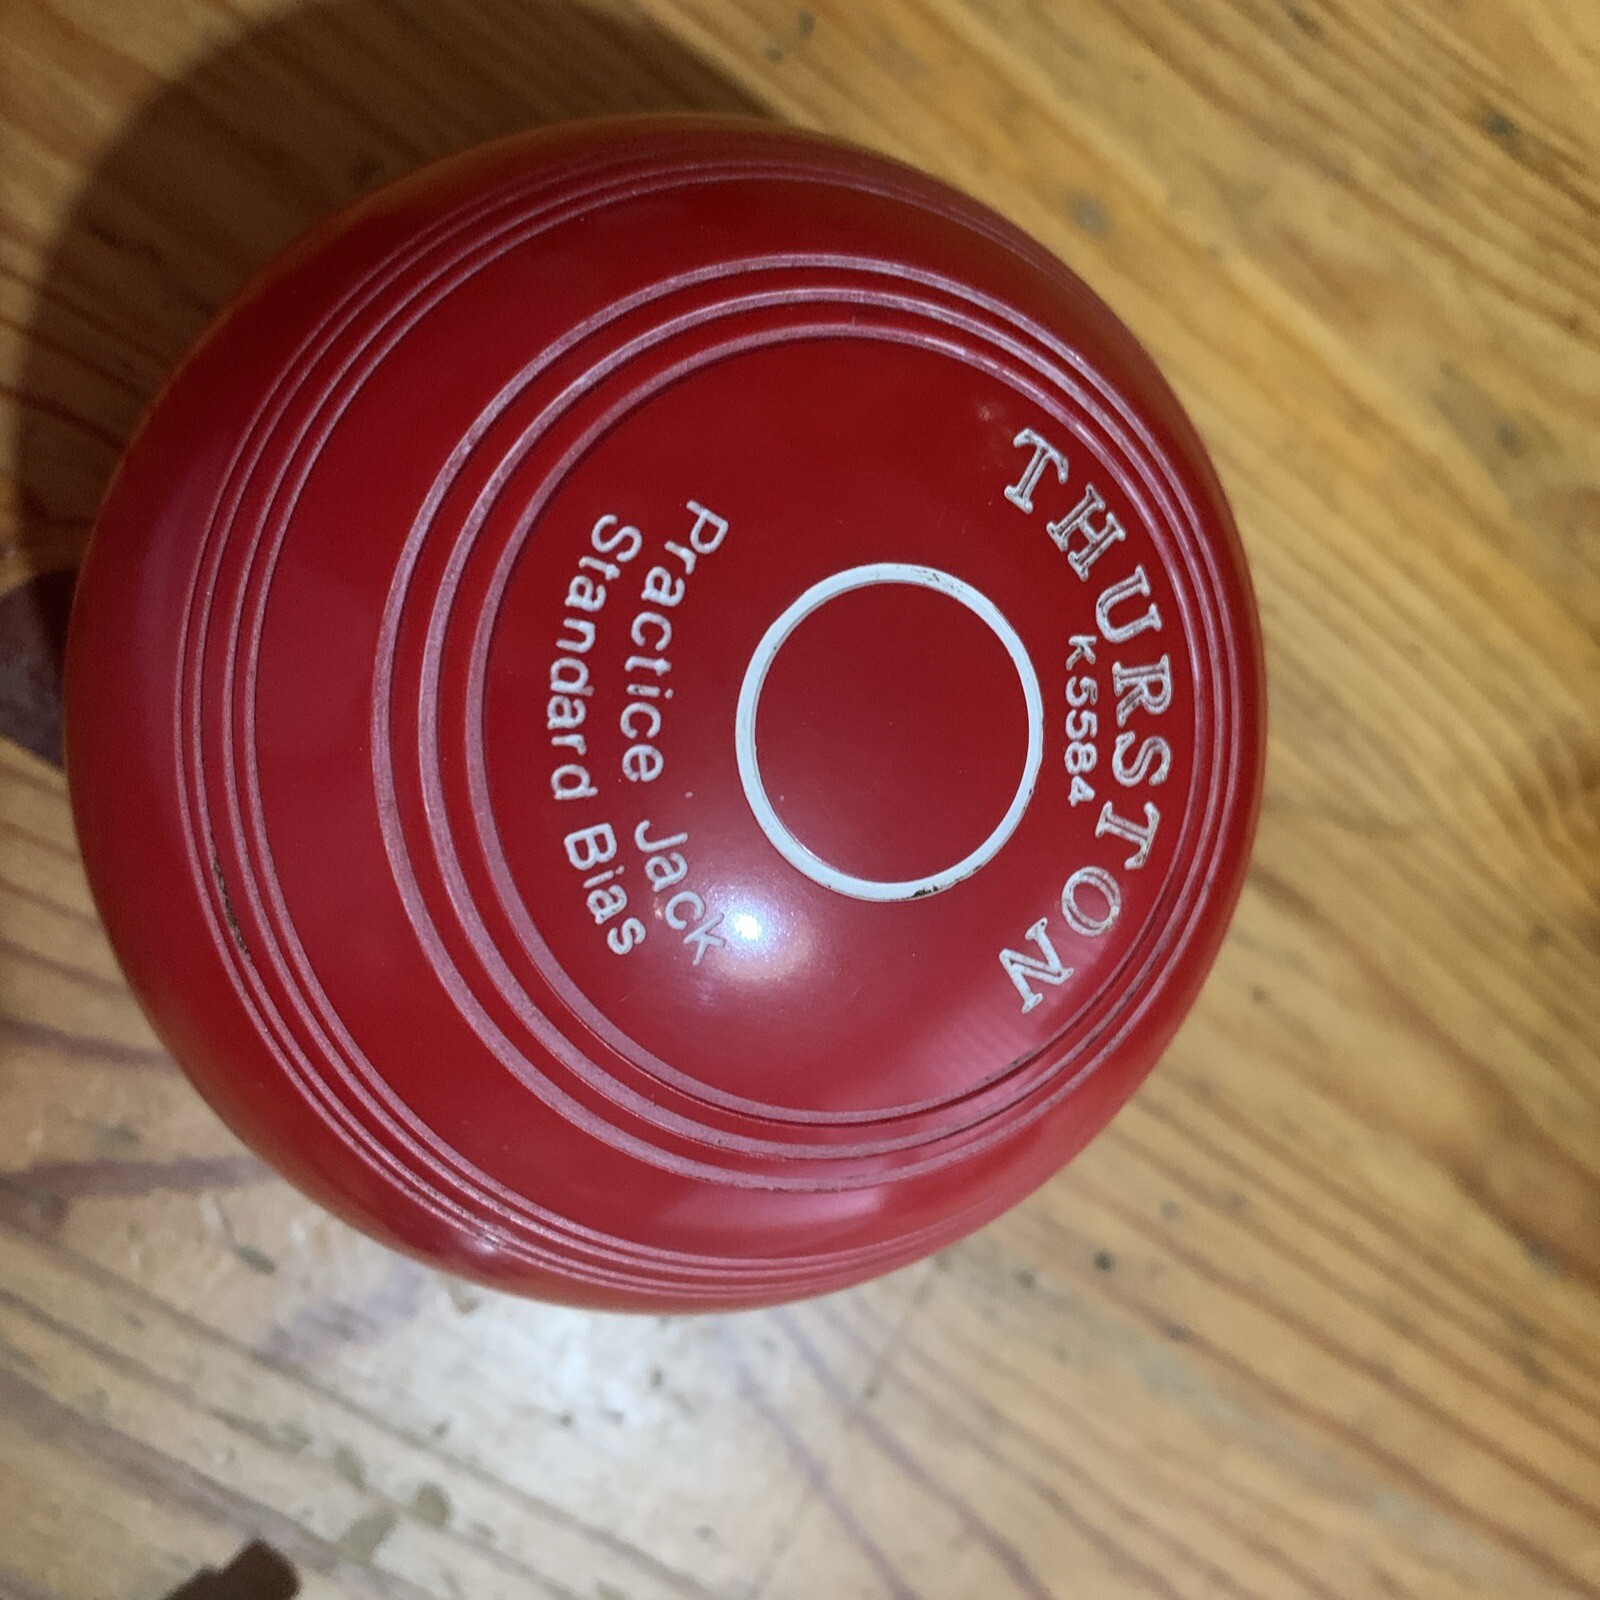 THURSTON
K5584
Practice Jack
Standard Bias